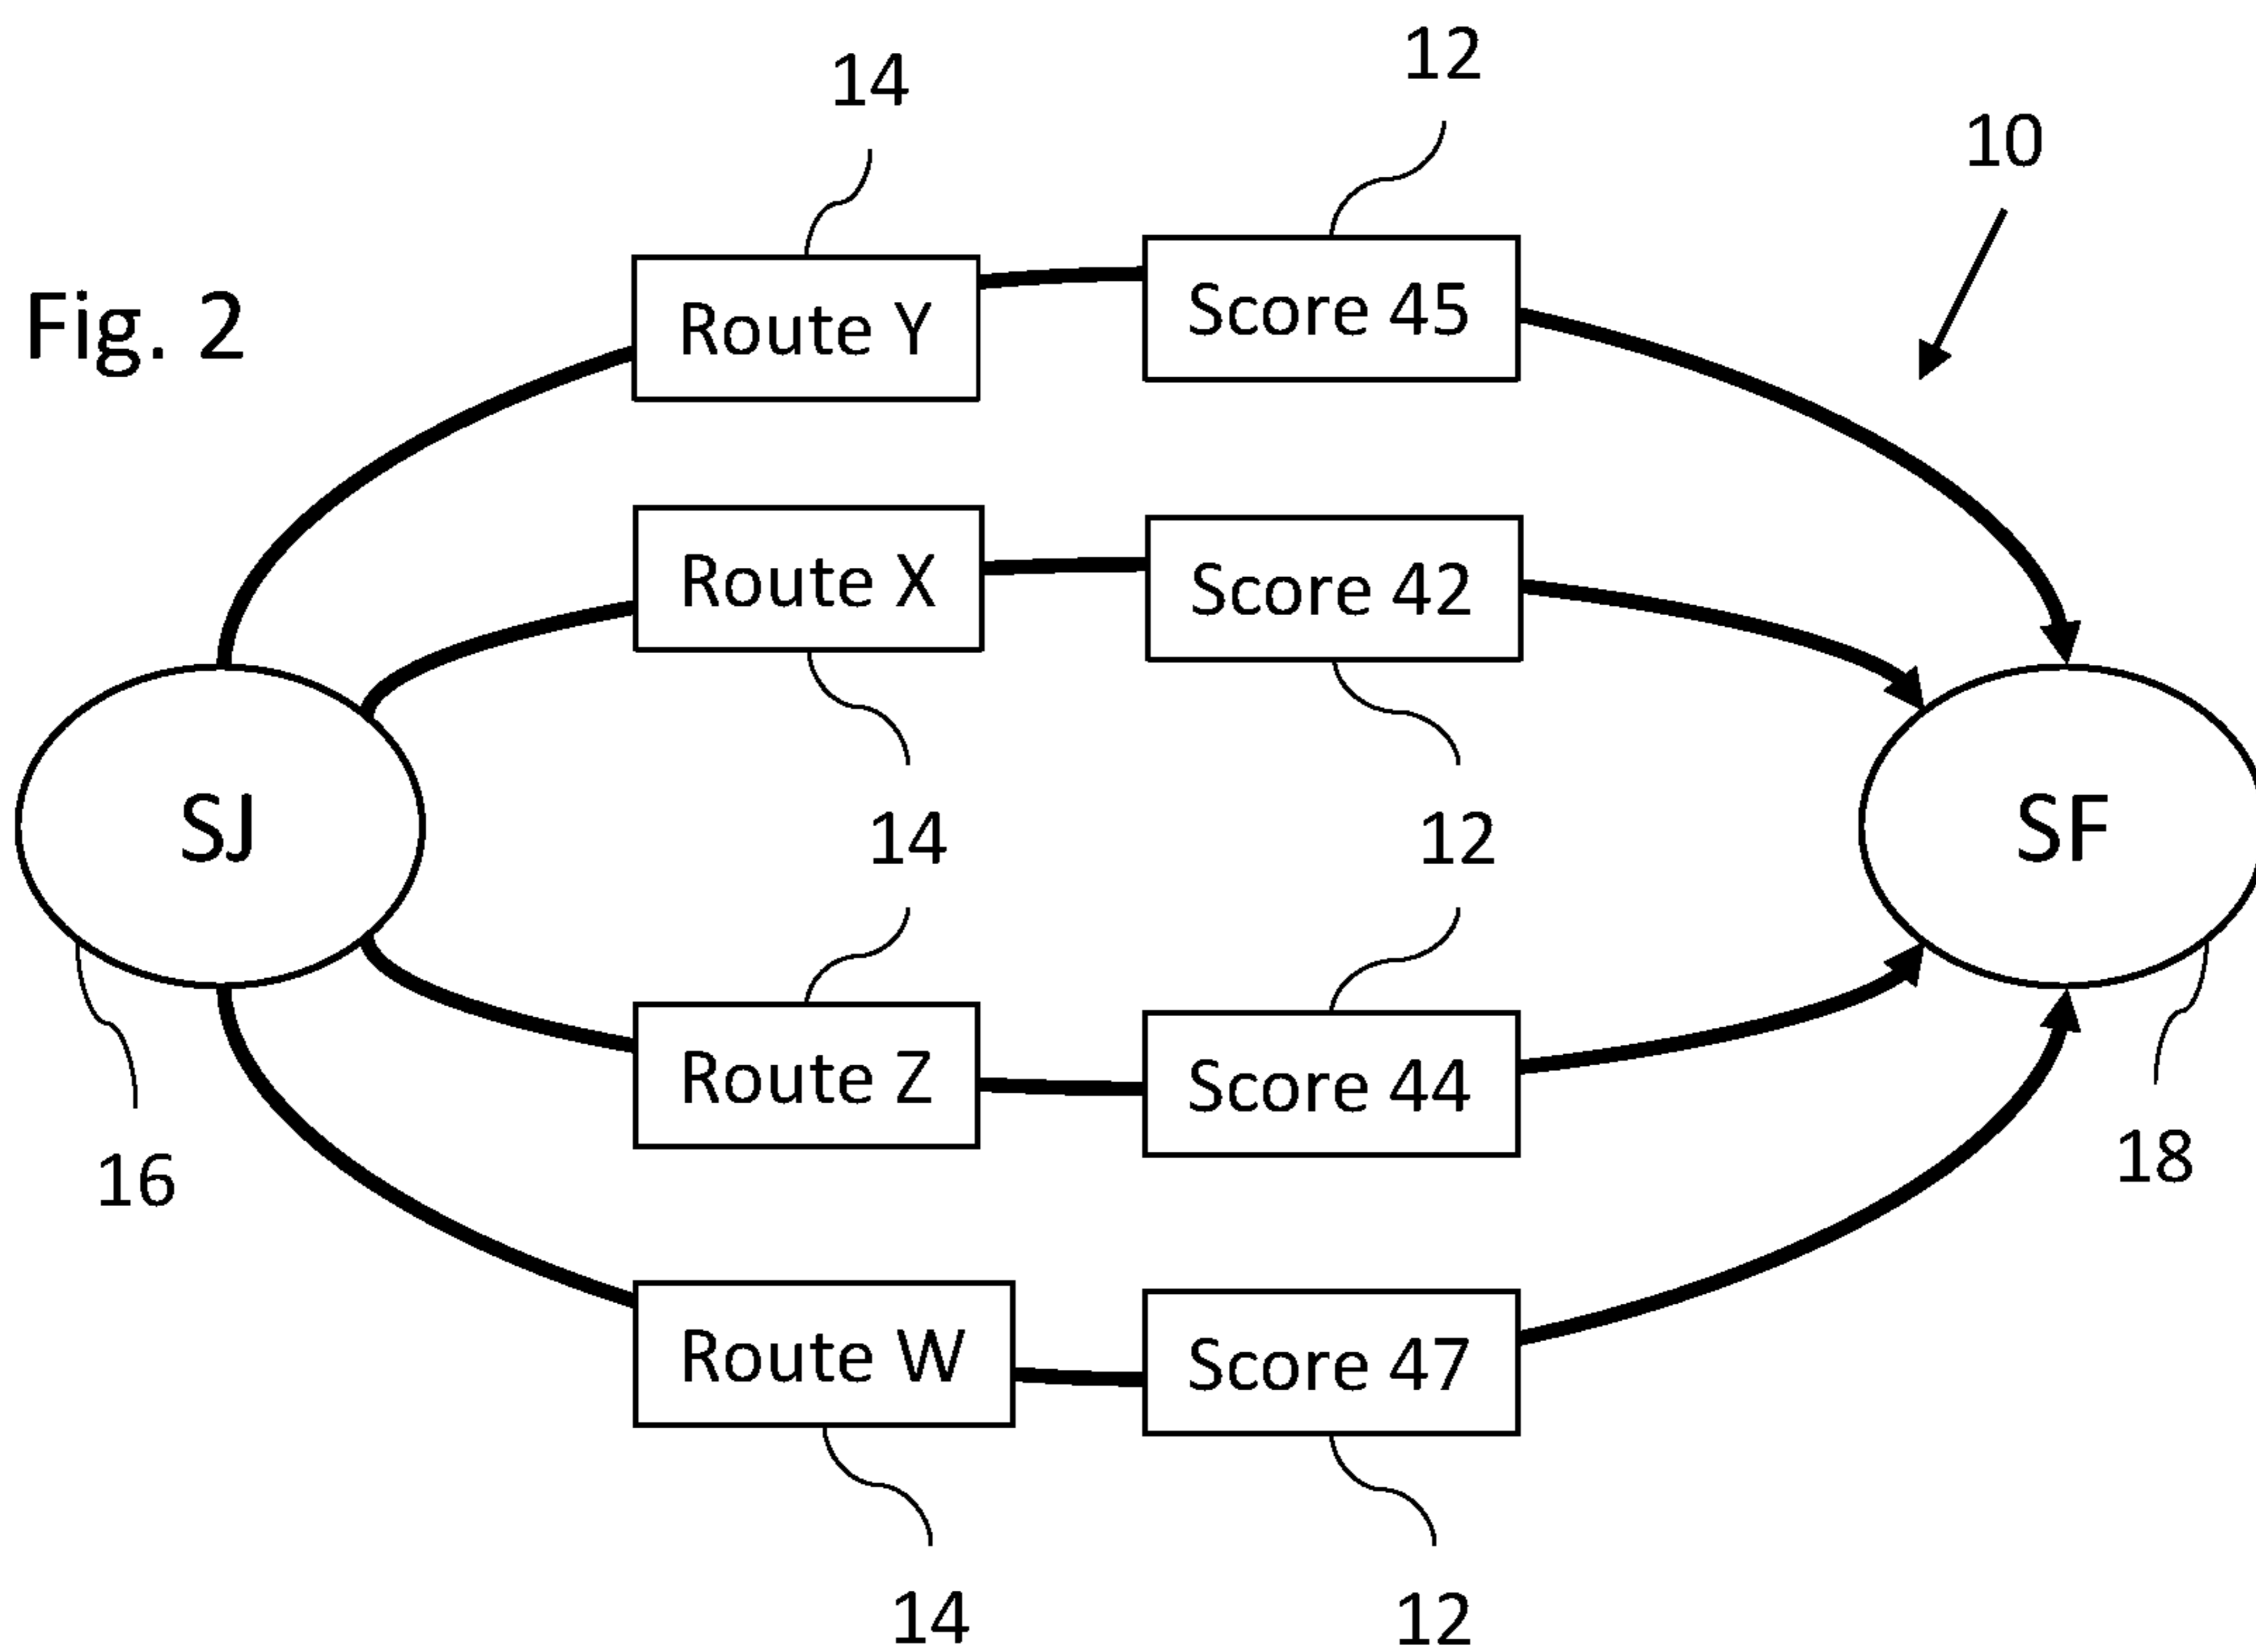 12
14
10
Fig. 2
Route Y
Score 45
Route X
Score 42
SJ
14
12
SF
Route Z
Score 44
16
18
Route W
Score 47
14
12